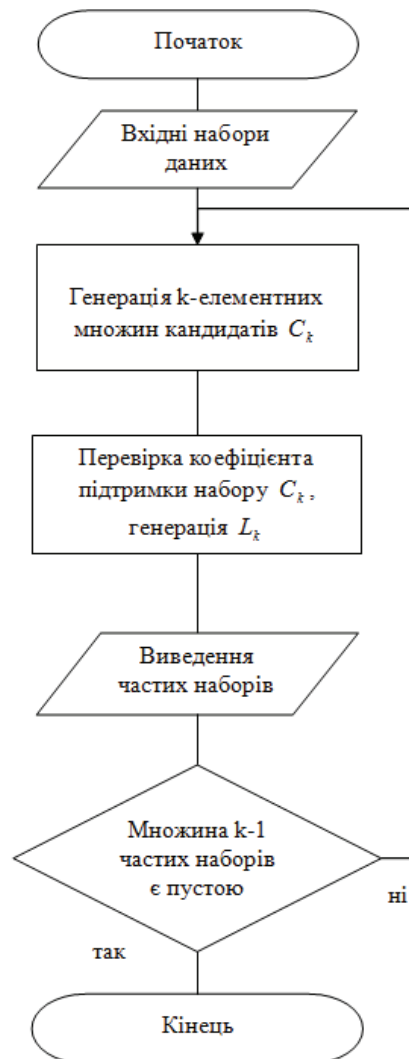 Початок
Вхідні набори
даних
Генерація k-елементних
множин кандидатів C_k
Перевірка коефіцієнта
підтримки набору C_k ,
генерація L_k
Виведення
частих наборів
Множина k-1
частих наборів
є пустою
ні
так
Кінець